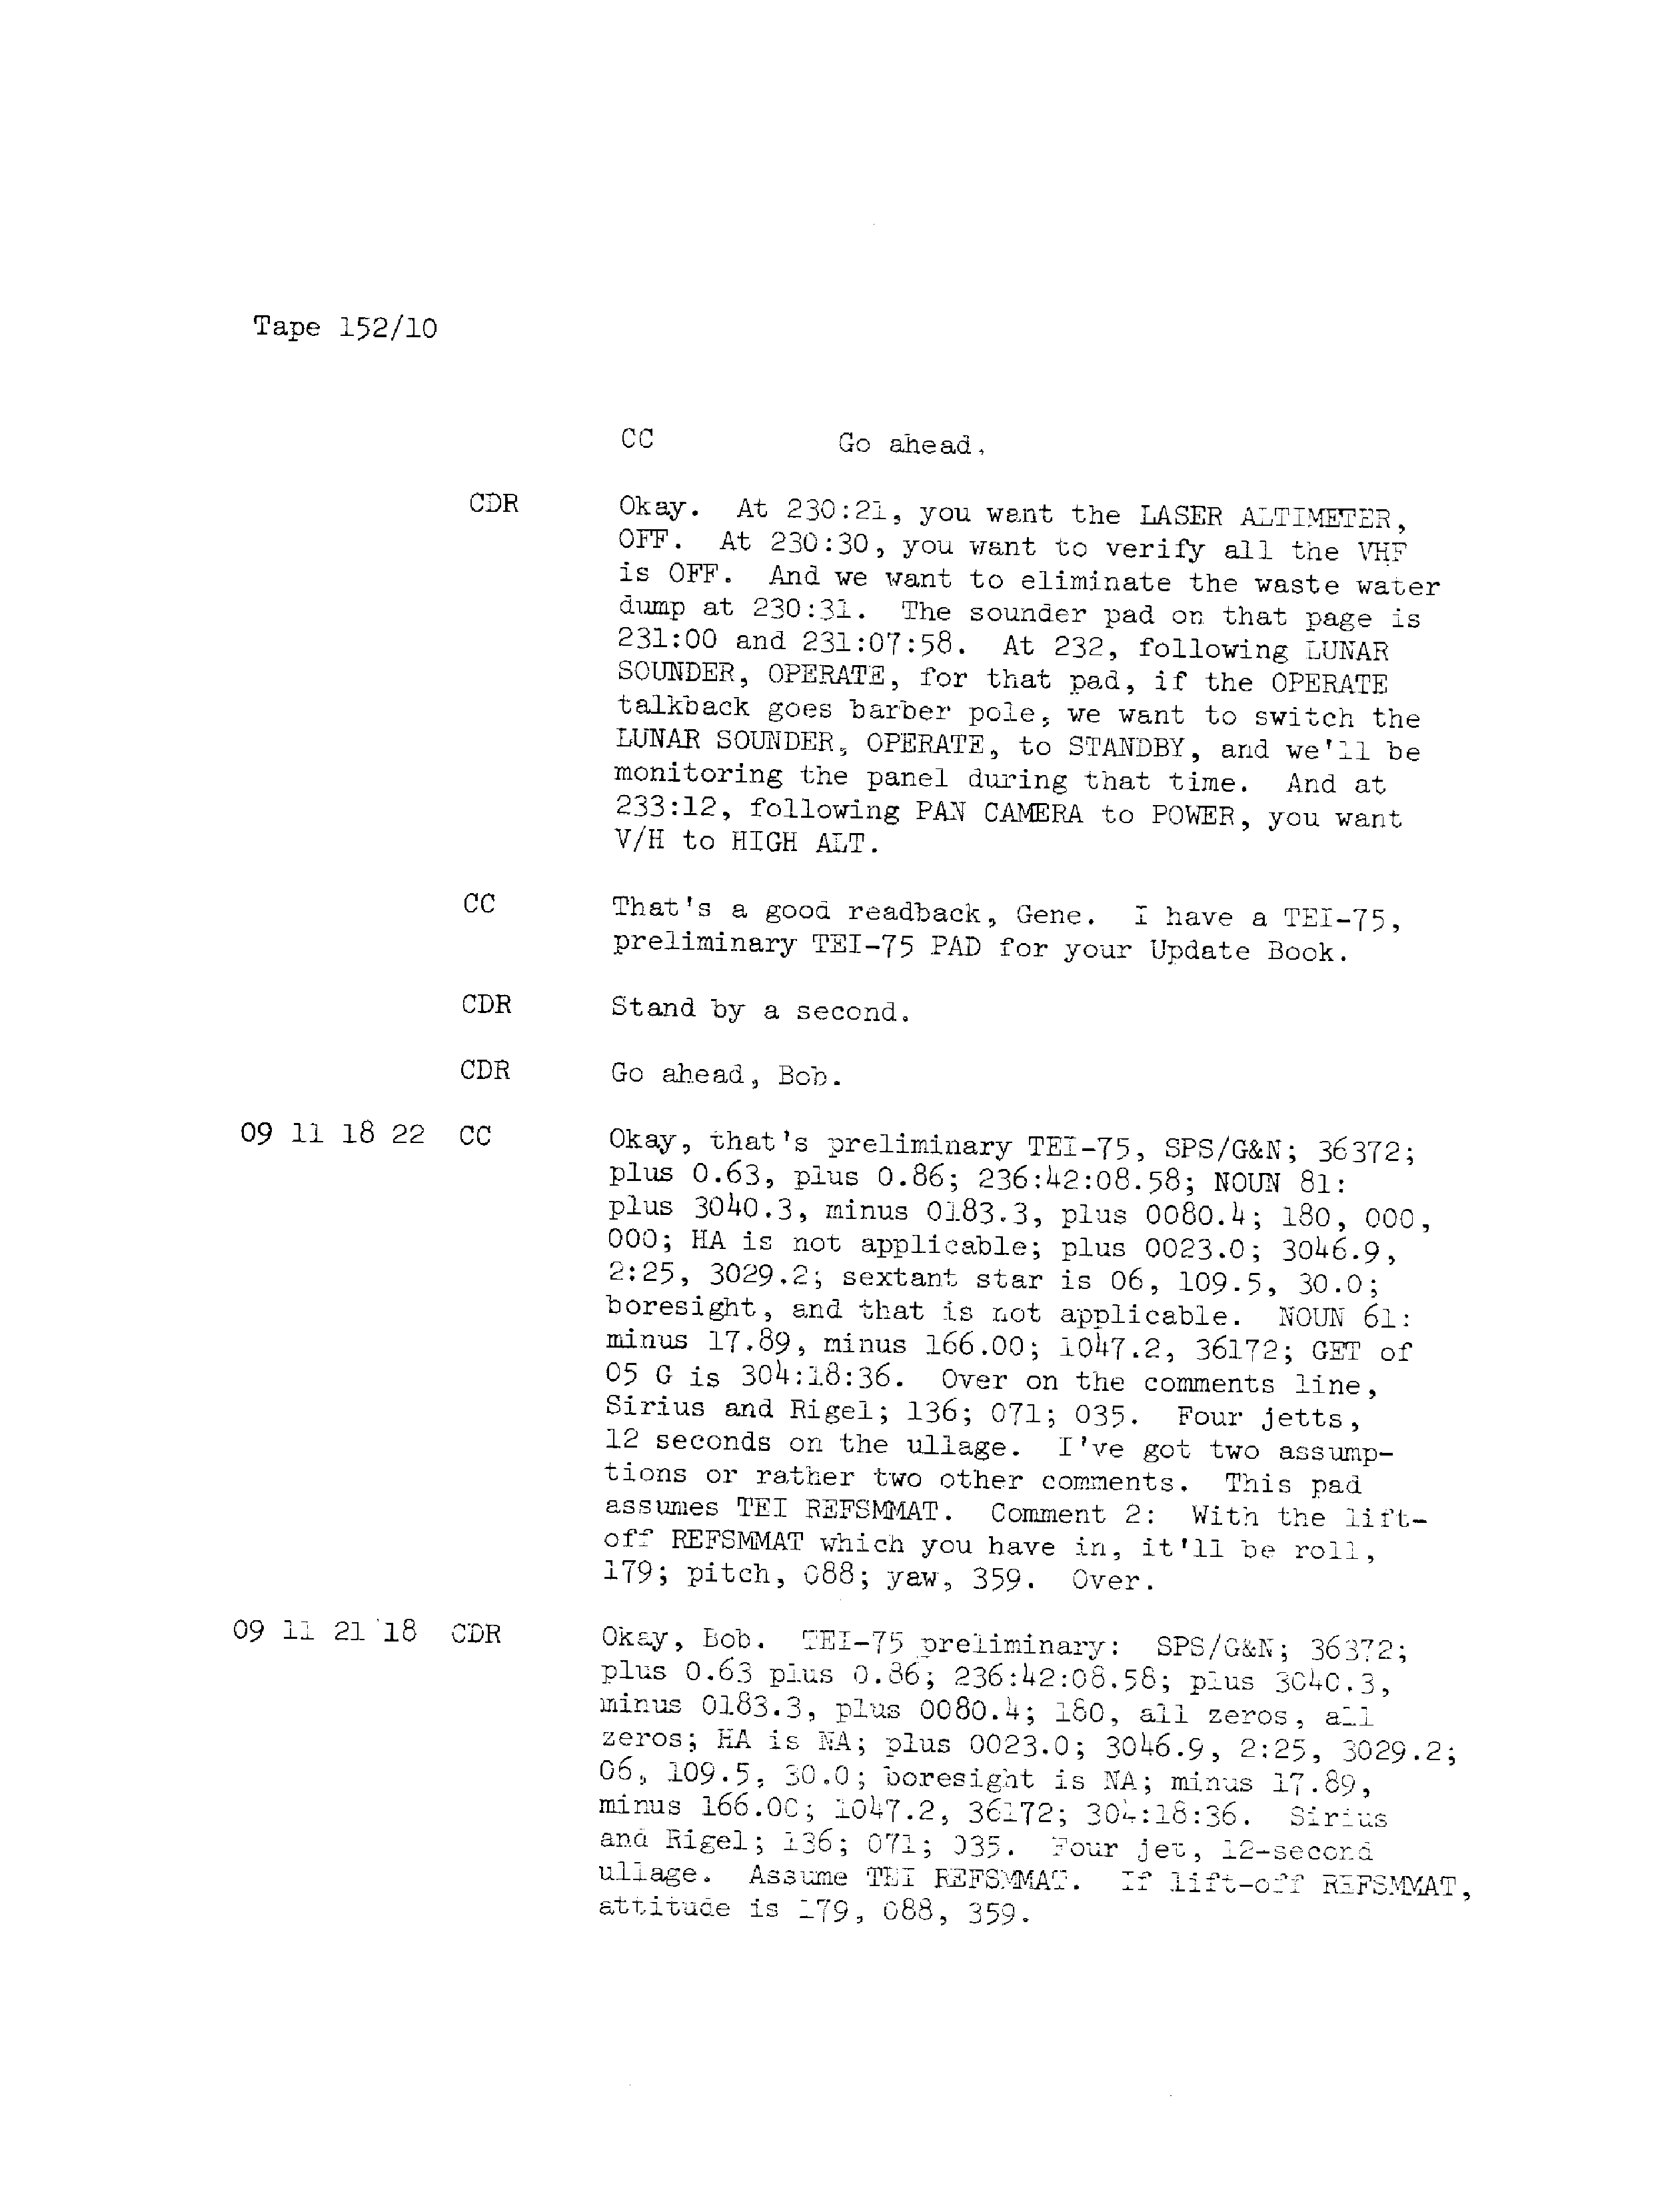 Tape 152/10
CC Go ahead.
CDR Okay. At 230:21, you want the LASER ALTIMETER,
OFF. At 230:30, you want to verify all the VHF
is OFF. And we want to eliminate the waste water
dump at 230:31. The sounder pad on that page is
231:00 and 231:07:58. At 232, following LUNAR
SOUNDER, OPERATE, for that pad, if the OPERATE
talkback goes barber pole, we want to switch the
LUNAR SOUNDER, OPERATE, to STANDBY, and we'll be
monitoring the panel during that time. And at
233:12, following PAN CAMERA to POWER, you want
V/H to HIGH ALT.
CC That's a good readback, Gene. I have a TEI-75,
preliminary TEI-75 PAD for your Update Book.
CDR Stand by a second.
CDR Go ahead, Bob.
09 11 18 22 CC Okay, that's preliminary TEI-75, SPS/G&N; 36372;
plus 0.63, plus 0.86; 236:42:08.58; NOUN 81:
plus 3040.3, minus 0183.3, plus 0080.4; 180, 000,
000; HA is not applicable; plus 0023.0; 3046.9,
2:25, 3029.2; sextant star is 06, 109.5, 30.0;
boresight, and that is not applicable. NOUN 61:
minus 17.89, minus 166.00; 1047.2, 36172; GET of
05 G is 304:18:36. Over on the comments line,
Sirius and Rigel; 136; 071; 035. Four jetts,
12 seconds on the ullage. I've got two assump-
tions or rather two other comments. This pad
assumes TEI REFSMMAT. Comment 2: With the lift-
off REFSMMAT which you have in, it'll be roll,
179; pitch, 088; yaw, 359. Over.
09 11 21 18 CDR Okay, Bob. TEI-75 preliminary: SPS/G&N; 36372;
plus 0.63 plus 0.86; 236:42:08.58; plus 3040.3,
minus 0183.3, plus 0080.4; 180, all zeros, all
zeros; HA is NA; plus 0023.0; 3046.9, 2:25, 3029.2;
06, 109.5, 30.0; boresight is NA; minus 17.89,
minus 166.00; 1047.2, 36172; 304:18:36. Sirius
and Rigel; 136; 071; 035. Four jet, 12-second
ullage. Assume TEI REFSMMAT. If lift-off REFSMMAT,
attitude is 179, 088, 359.